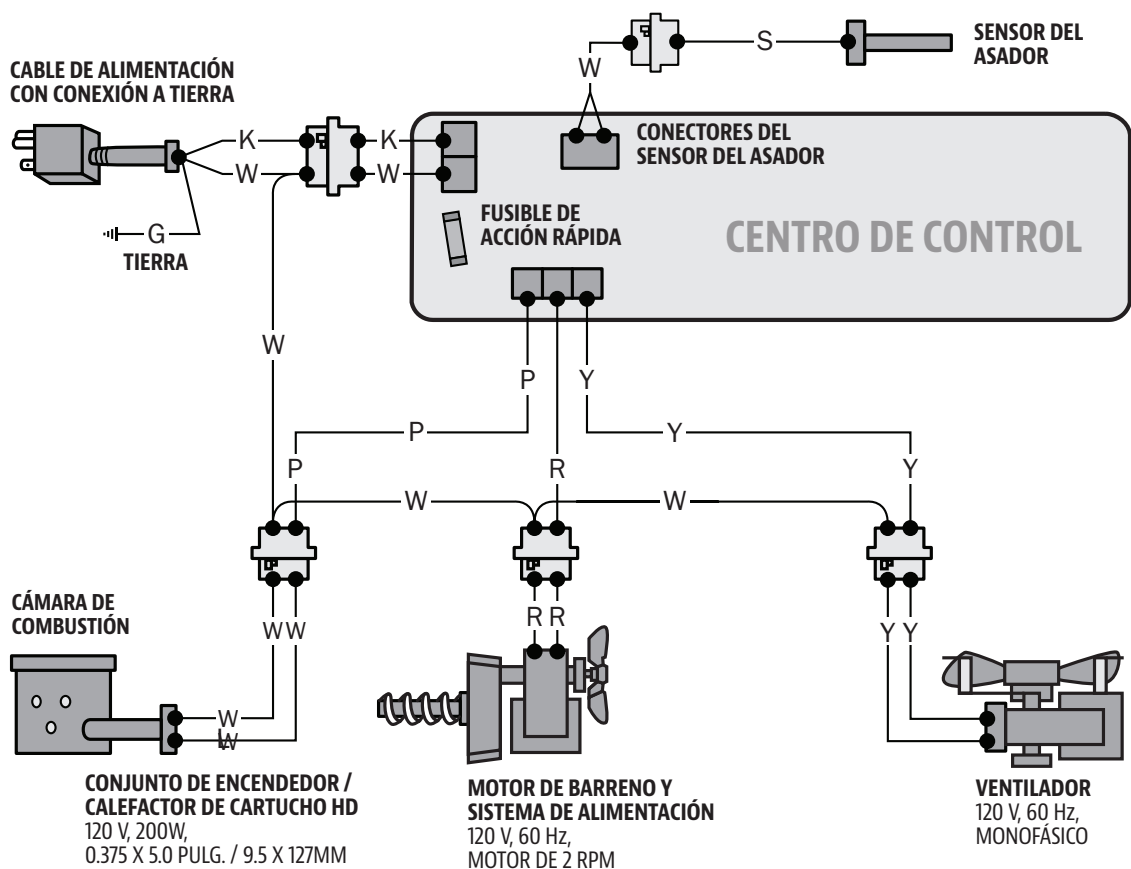 SENSOR DEL
ASADOR
S
W
CABLE DE ALIMENTACIÓN
CON CONEXIÓN A TIERRA
K
K
W
W
G
TIERRA
CONECTORES DEL
SENSOR DEL ASADOR
FUSIBLE DE
ACCIÓN RÁPIDA
CENTRO DE CONTROL
W
P
Y
P
Y
P
R
Y
W
W
CÁMARA DE
COMBUSTIÓN
W W
R R
Y Y
W
W
CONJUNTO DE ENCENDEDOR /
CALEFACTOR DE CARTUCHO HD
120 V, 200W,
0.375 X 5.0 PULG. / 9.5 X 127MM
MOTOR DE BARRENO Y
SISTEMA DE ALIMENTACIÓN
120 V, 60 Hz,
MOTOR DE 2 RPM
VENTILADOR
120 V, 60 Hz,
MONOFÁSICO